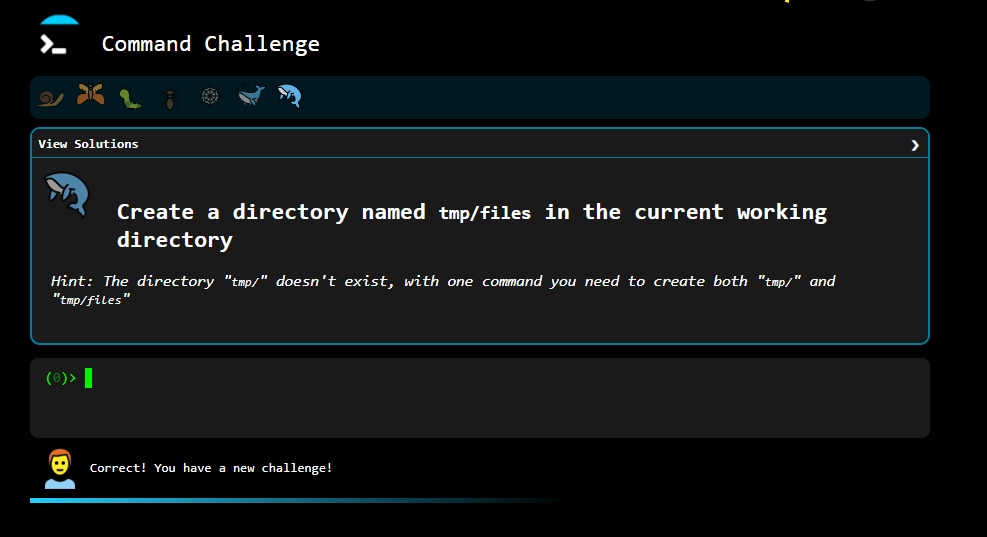 Command Challenge
View Solutions
Create a directory named tmp/files in the current working
directory
Hint: The directory "tmp/" doesn't exist, with one command you need to create both "tmp/" and
"tmp/files"
(0)>
Correct! You have a new challenge!